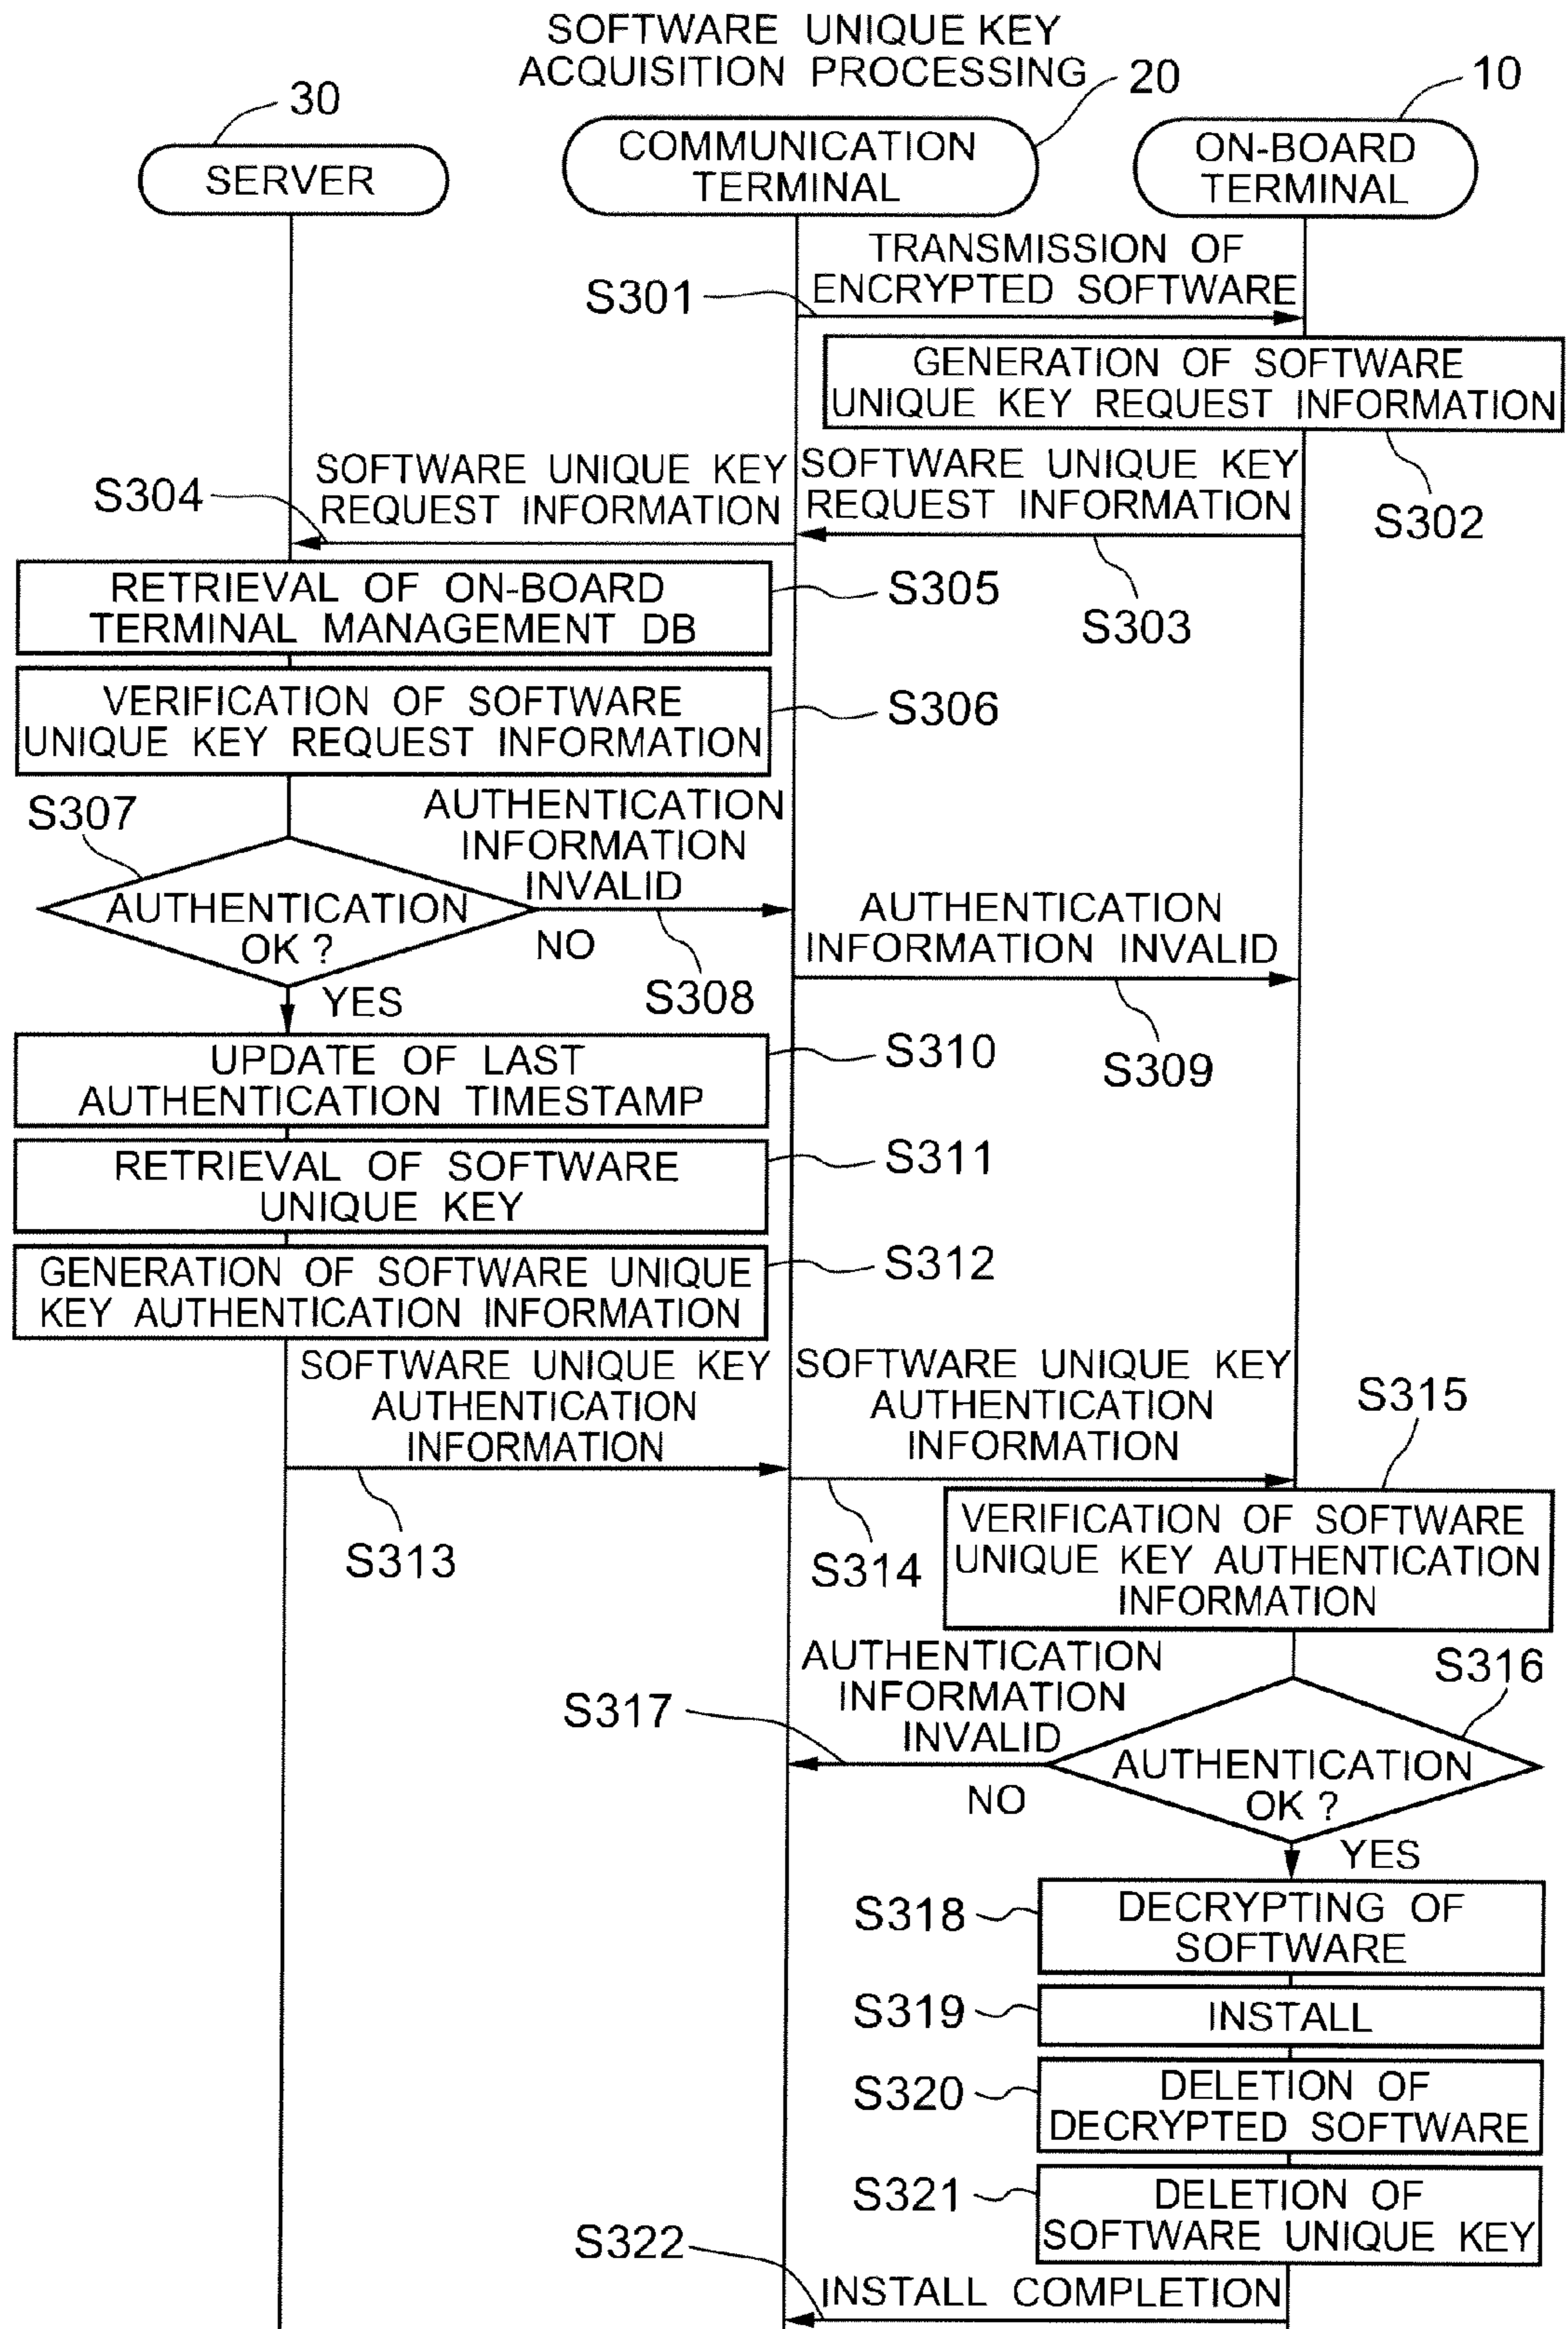 SOFTWARE UNIQUE KEY
ACQUISITION PROCESSING
30
20
10
SERVER
COMMUNICATION
TERMINAL
ON-BOARD
TERMINAL
TRANSMISSION OF
ENCRYPTED SOFTWARE
S301
GENERATION OF SOFTWARE
UNIQUE KEY REQUEST INFORMATION
S302
SOFTWARE UNIQUE KEY
REQUEST INFORMATION
S303
SOFTWARE UNIQUE KEY
REQUEST INFORMATION
S304
RETRIEVAL OF ON-BOARD
TERMINAL MANAGEMENT DB
S305
VERIFICATION OF SOFTWARE
UNIQUE KEY REQUEST INFORMATION
S306
S307
AUTHENTICATION
OK ?
AUTHENTICATION
INFORMATION
INVALID
NO
S308
AUTHENTICATION
INFORMATION INVALID
S309
YES
UPDATE OF LAST
AUTHENTICATION TIMESTAMP
S310
RETRIEVAL OF SOFTWARE
UNIQUE KEY
S311
GENERATION OF SOFTWARE UNIQUE
KEY AUTHENTICATION INFORMATION
S312
SOFTWARE UNIQUE KEY
AUTHENTICATION
INFORMATION
S313
SOFTWARE UNIQUE KEY
AUTHENTICATION
INFORMATION
S314
S315
VERIFICATION OF SOFTWARE
UNIQUE KEY AUTHENTICATION
INFORMATION
S316
AUTHENTICATION
OK ?
AUTHENTICATION
INFORMATION
INVALID
S317
NO
YES
S318
DECRYPTING OF
SOFTWARE
S319
INSTALL
S320
DELETION OF
DECRYPTED SOFTWARE
S321
DELETION OF
SOFTWARE UNIQUE KEY
S322
INSTALL COMPLETION